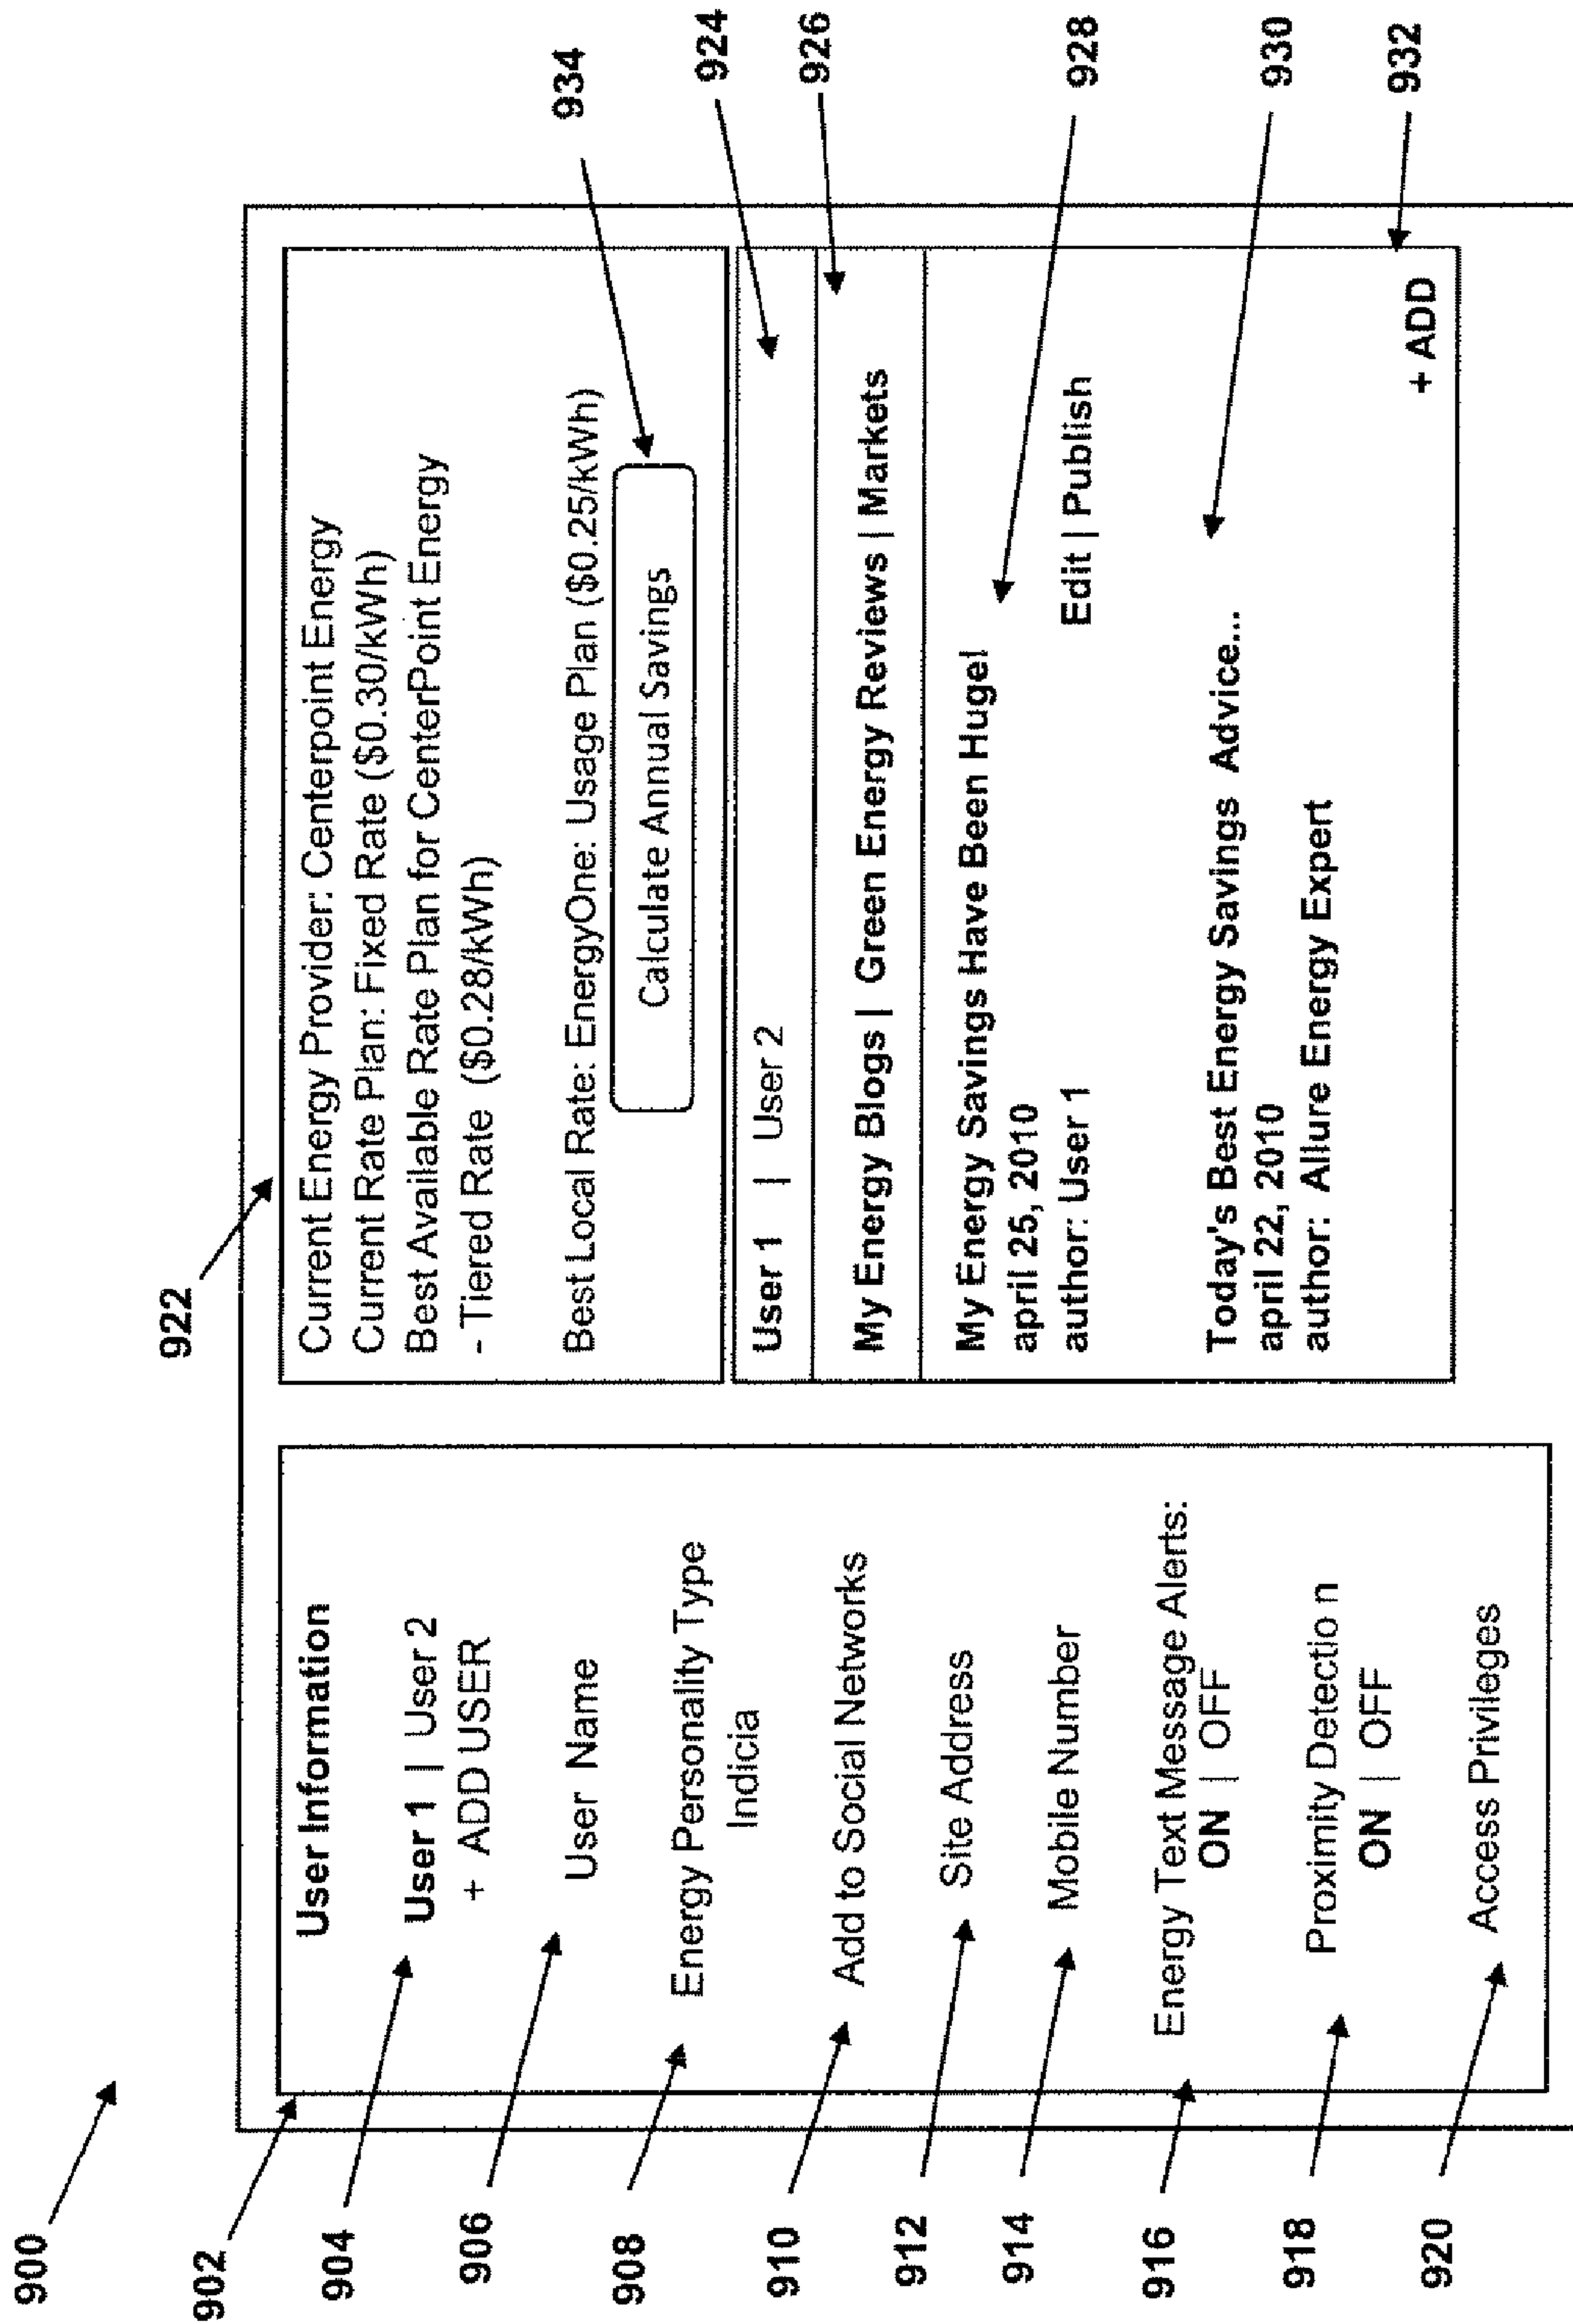 900
902
904
906
908
910
912
914
916
918
920
User Information
User 1 | User 2
+ ADD USER
User Name
Energy Personality Type
Indicia
Add to Social Networks
Site Address
Mobile Number
Energy Text Message Alerts:
ON | OFF
Proximity Detectio n
ON | OFF
Access Privileges
922
Current Energy Provider: Centerpoint Energy
Current Rate Plan: Fixed Rate ($0.30/kWh)
Best Available Rate Plan for CenterPoint Energy
- Tiered Rate ($0.28/kWh)
Best Local Rate: EnergyOne: Usage Plan ($0.25/kWh)
Calculate Annual Savings
User 1 | User 2
My Energy Blogs | Green Energy Reviews | Markets
My Energy Savings Have Been Huge!
april 25, 2010
author: User 1
Edit | Publish
Today's Best Energy Savings Advice...
april 22, 2010
author: Allure Energy Expert
+ ADD
934
924
926
928
930
932